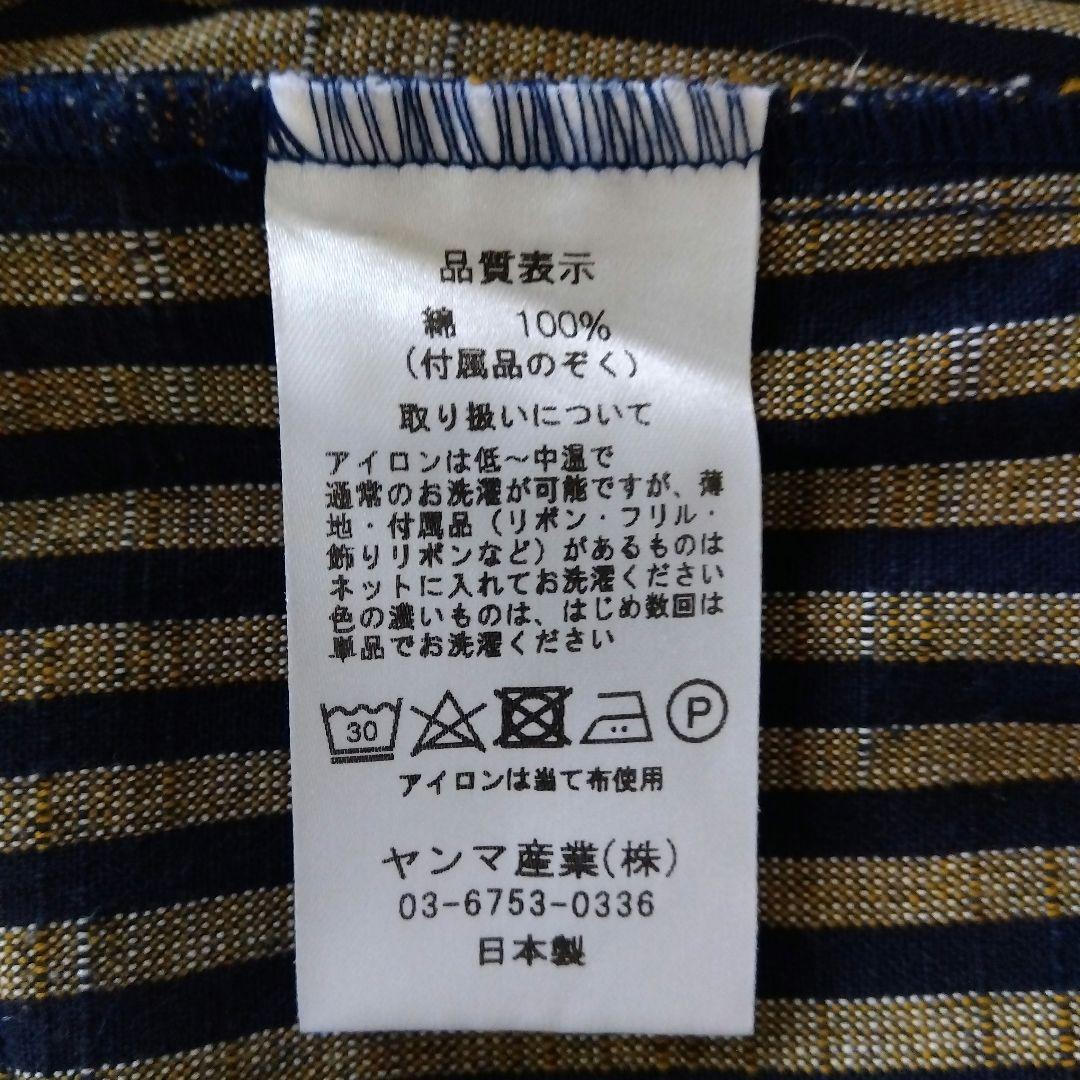 品質表示
綿　100%
(付属品のぞく)
取り扱いについて
アイロンは低～中温で
通常のお洗濯が可能ですが、薄
地・付属品（リボン・フリル・
飾りリボンなど）があるものは
ネットに入れてお洗濯ください
色の濃いものは、はじめ数回は
単品でお洗濯ください
30 P
アイロンは当て布使用
ヤンマ産業(株)
03-6753-0336
日本製